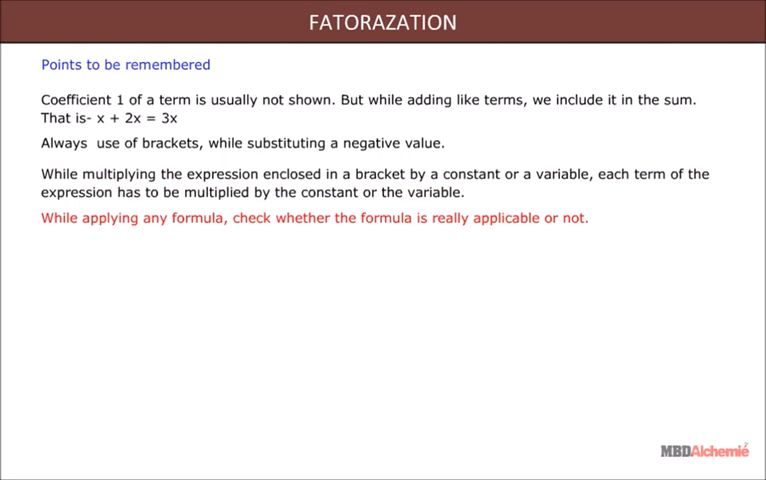 FATORAZATION
Points to be remembered
Coefficient 1 of a term is usually not shown. But while adding like terms, we include it in the sum.
That is- x + 2x = 3x
Always use of brackets, while substituting a negative value.
While multiplying the expression enclosed in a bracket by a constant or a variable, each term of the
expression has to be multiplied by the constant or the variable.
While applying any formula, check whether the formula is really applicable or not.
MBDAlchemié